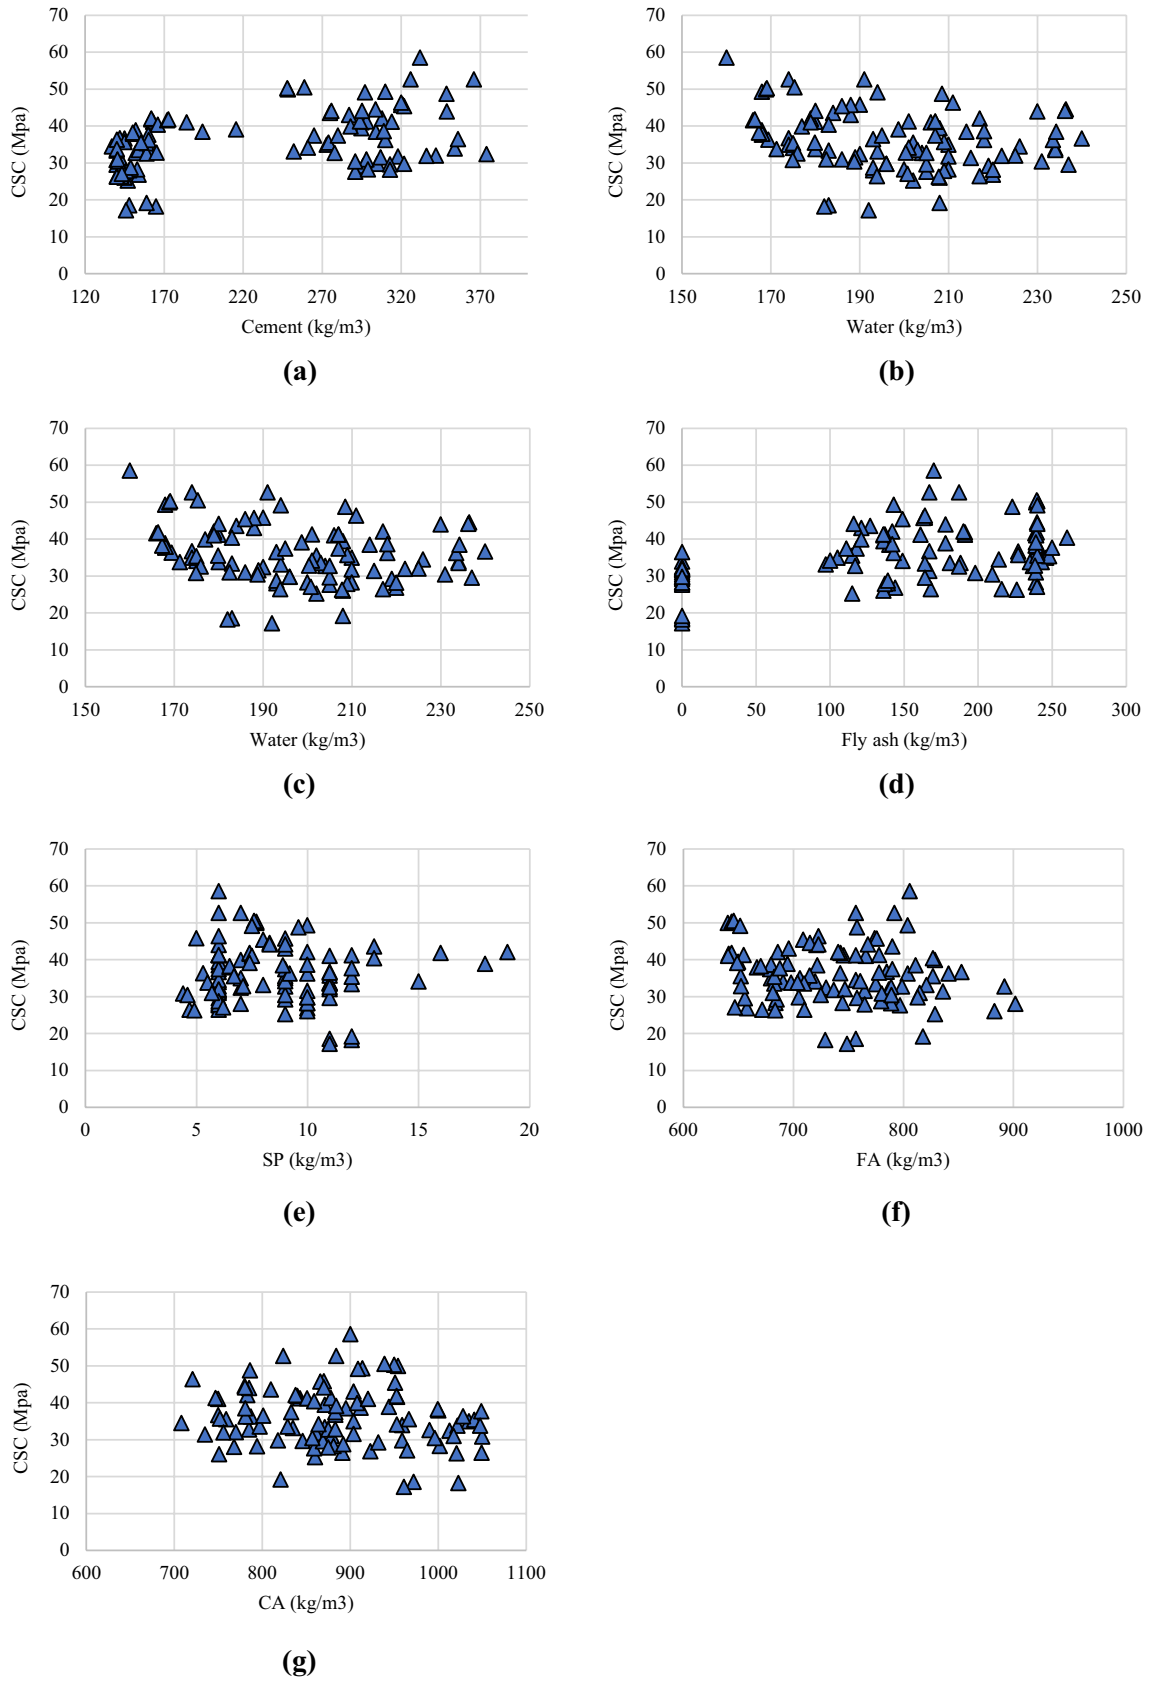 70
60
50
40
30
20
10
0
CSC (Mpa)
120 170 220 270 320 370
Cement (kg/m3)
(a)
70
60
50
40
30
20
10
0
CSC (Mpa)
150 170 190 210 230 250
Water (kg/m3)
(b)
70
60
50
40
30
20
10
0
CSC (Mpa)
150 170 190 210 230 250
Water (kg/m3)
(c)
70
60
50
40
30
20
10
0
CSC (Mpa)
0 50 100 150 200 250 300
Fly ash (kg/m3)
(d)
70
60
50
40
30
20
10
0
CSC (Mpa)
0 5 10 15 20
SP (kg/m3)
(e)
70
60
50
40
30
20
10
0
CSC (Mpa)
600 700 800 900 1000
FA (kg/m3)
(f)
70
60
50
40
30
20
10
0
CSC (Mpa)
600 700 800 900 1000 1100
CA (kg/m3)
(g)